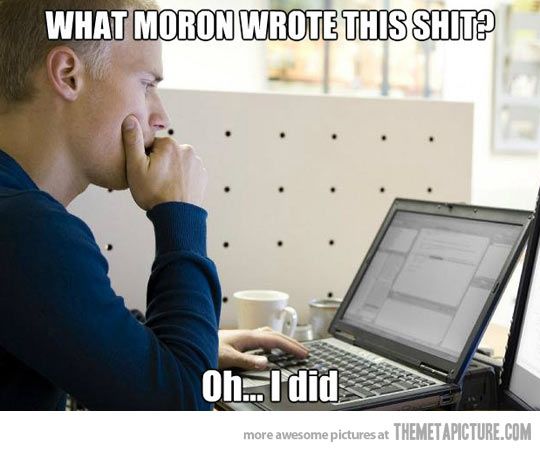 WHAT MORON WROTE THIS SHIT?
Oh... I did
more awesome pictures at THEMETAPICTURE.COM